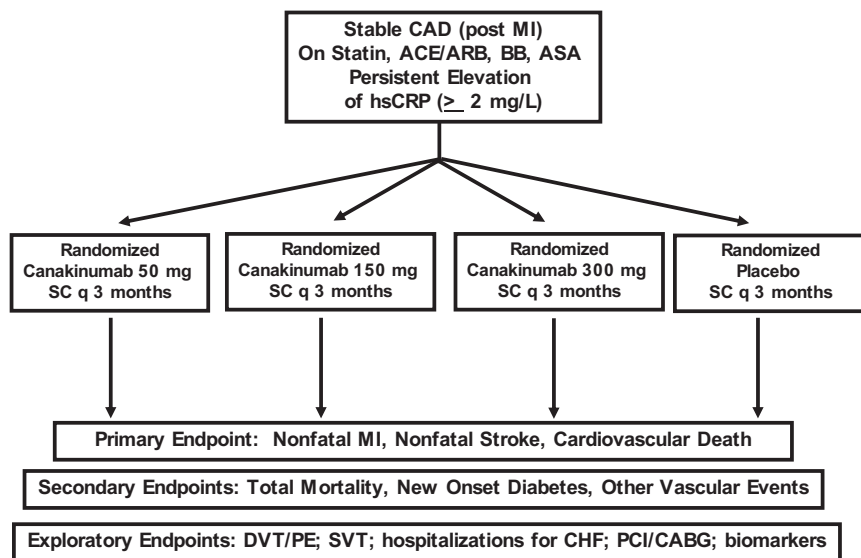 Stable CAD (post MI)
On Statin, ACE/ARB, BB, ASA
Persistent Elevation
of hsCRP (≥ 2 mg/L)
Randomized
Canakinumab 50 mg
SC q 3 months
Randomized
Canakinumab 150 mg
SC q 3 months
Randomized
Canakinumab 300 mg
SC q 3 months
Randomized
Placebo
SC q 3 months
Primary Endpoint: Nonfatal MI, Nonfatal Stroke, Cardiovascular Death
Secondary Endpoints: Total Mortality, New Onset Diabetes, Other Vascular Events
Exploratory Endpoints: DVT/PE; SVT; hospitalizations for CHF; PCI/CABG; biomarkers